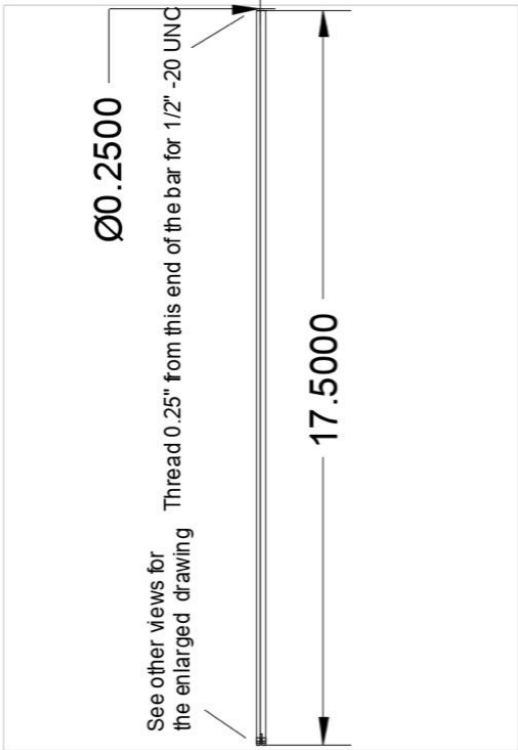 Ø0.2500
Thread 0.25" from this end of the bar for 1/2" -20 UNC
17.5000
See other views for
the enlarged drawing